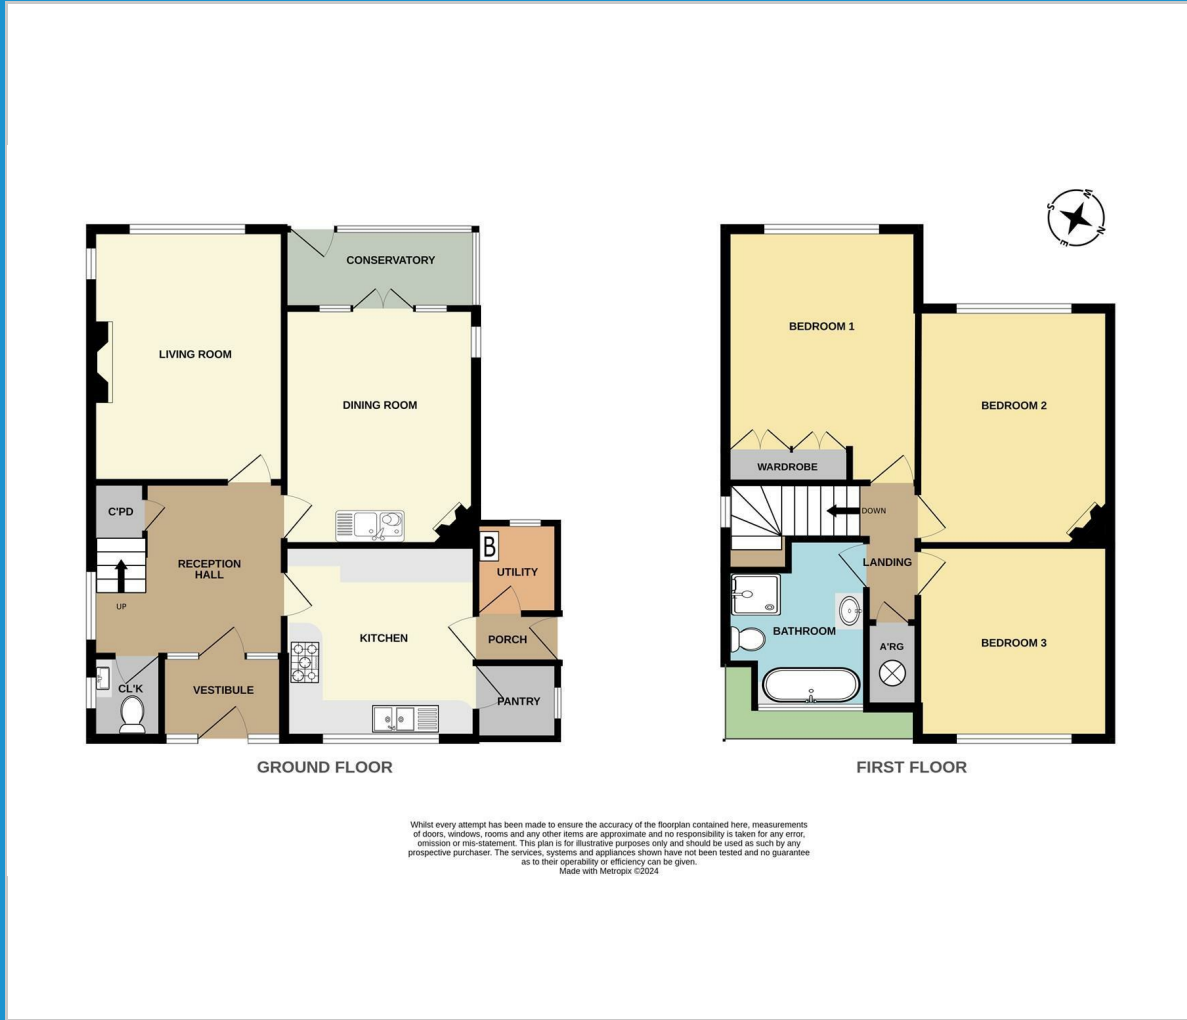 CONSERVATORY
LIVING ROOM
DINING ROOM
C'PD
RECEPTION
HALL
UP
B
UTILITY
KITCHEN
PORCH
CL'K
VESTIBULE
PANTRY
GROUND FLOOR
S
W
N
E
BEDROOM 1
BEDROOM 2
WARDROBE
DOWN
LANDING
BATHROOM
A'RG
BEDROOM 3
FIRST FLOOR
Whilst every attempt has been made to ensure the accuracy of the floorplan contained here, measurements
of doors, windows, rooms and any other items are approximate and no responsibility is taken for any error,
omission or mis-statement. This plan is for illustrative purposes only and should be used as such by any
prospective purchaser. The services, systems and appliances shown have not been tested and no guarantee
as to their operability or efficiency can be given.
Made with Metropix ©2024